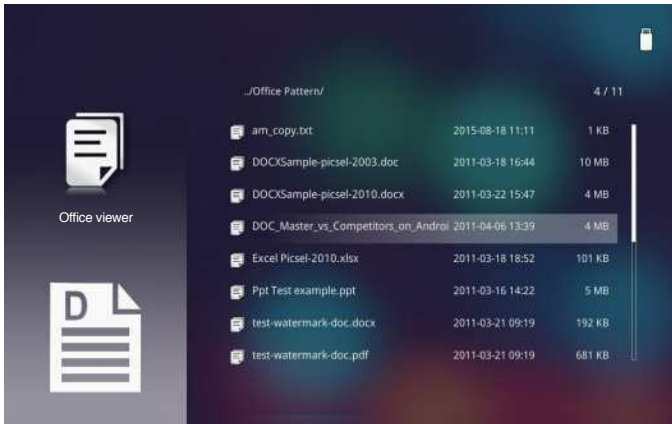 ../Office Pattern/ 4 / 11
am_copy.txt 2015-08-18 11:11 1 KB
DOCXSample-picsel-2003.doc 2011-03-18 16:44 10 MB
DOCXSample-picsel-2010.docx 2011-03-22 15:47 4 MB
Office viewer
DOC_Master_vs_Competitors_on_Androi 2011-04-06 13:39 4 MB
Excel Picsel-2010.xlsx 2011-03-18 18:52 101 KB
Ppt Test example.ppt 2011-03-16 14:22 5 MB
D
test-watermark-doc.docx 2011-03-21 09:19 192 KB
test-watermark-doc.pdf 2011-03-21 09:19 681 KB